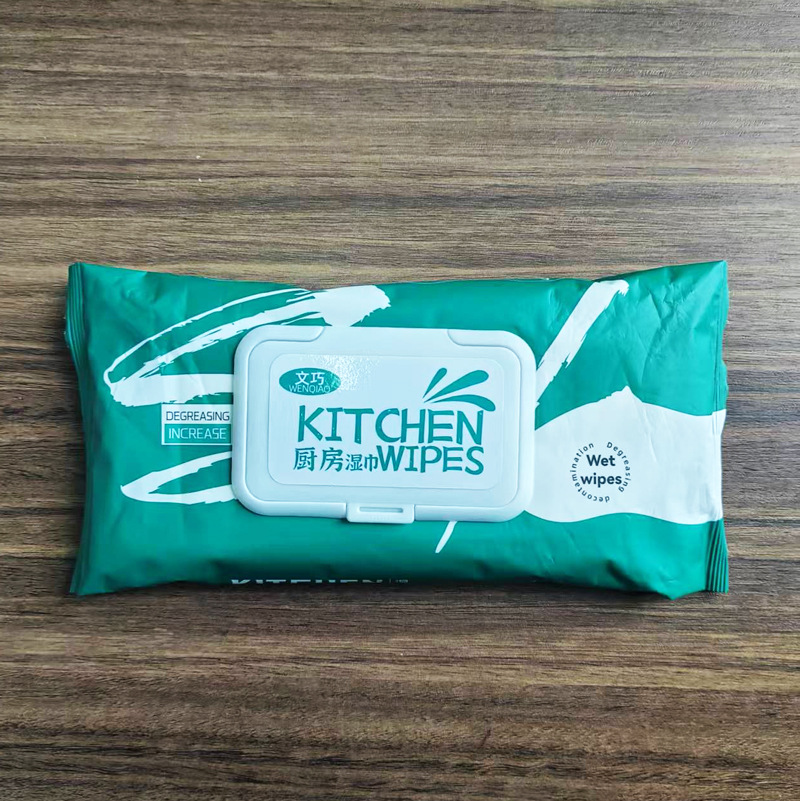 文巧
WENQIAO
KITCHEN
厨房湿巾WIPES
DEGREASING
INCREASE
Wet
wipes
Degreasing decontamination
KITCHEN